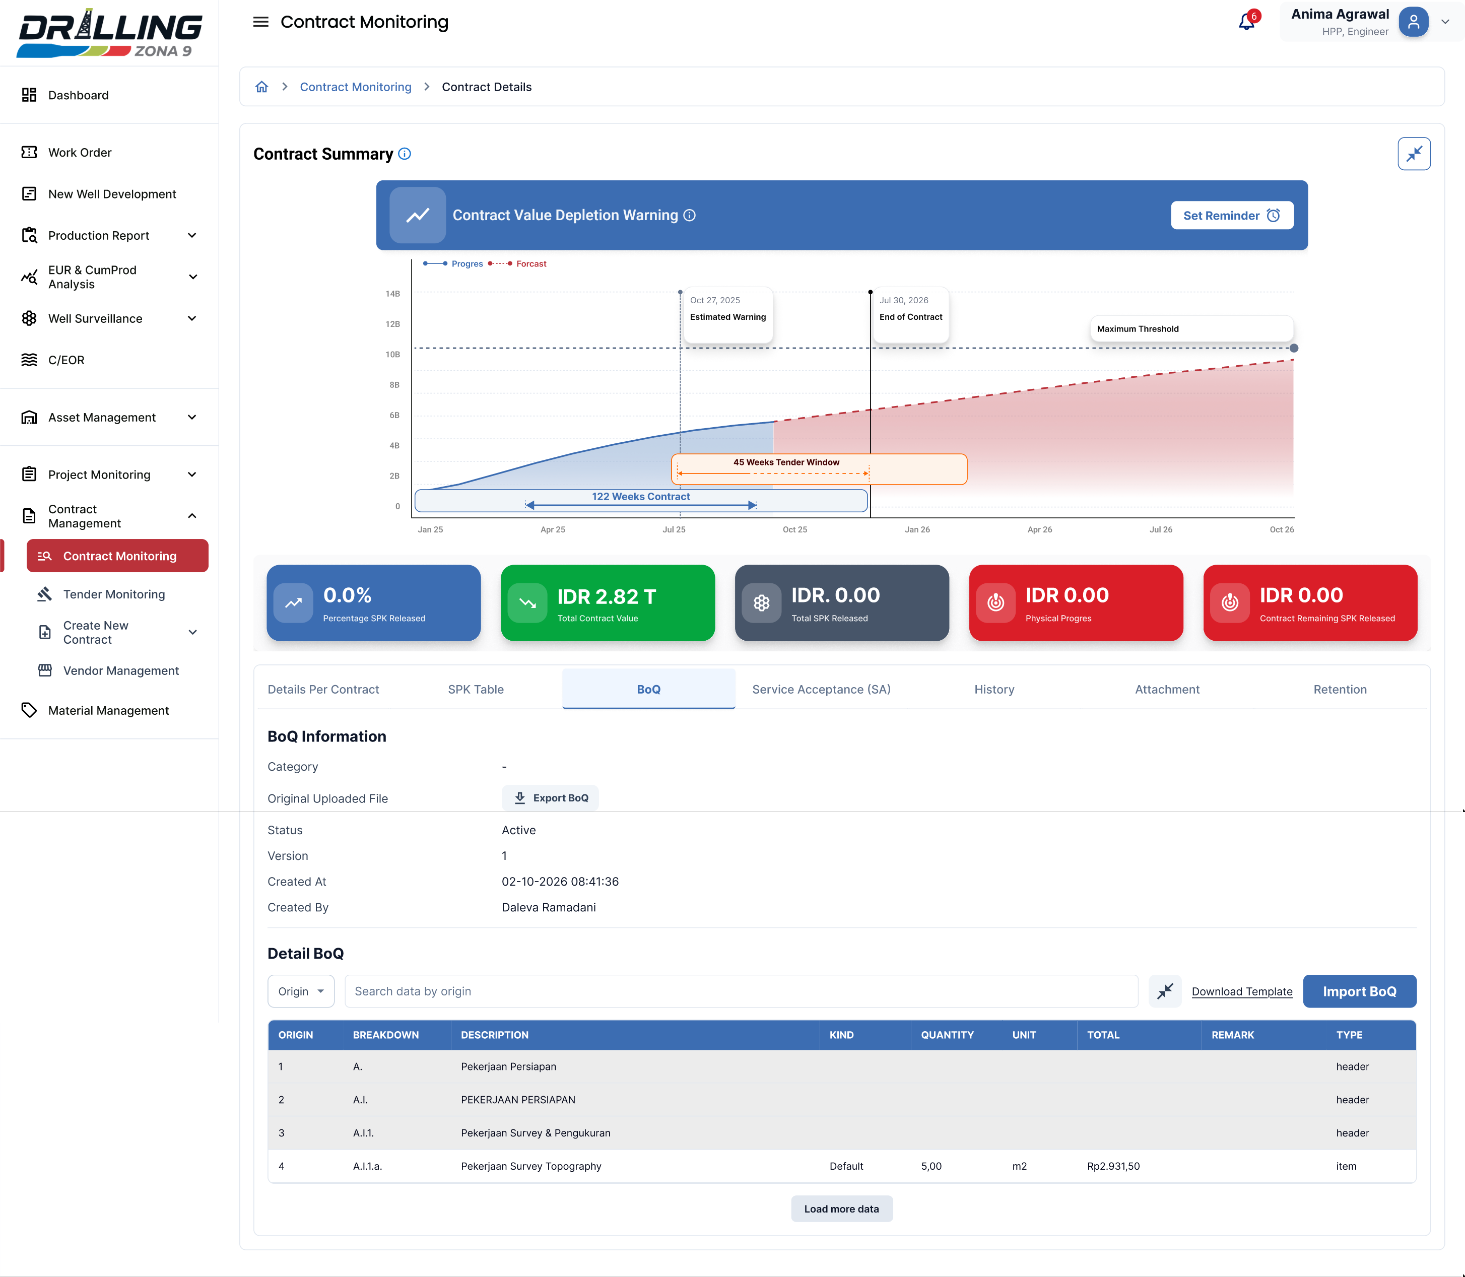 DRILLING
ZONA 9
Contract Monitoring
6
Anima Agrawal
HPP, Engineer
Dashboard
Work Order
New Well Development
Production Report
EUR & CumProd
Analysis
Well Surveillance
C/EOR
Asset Management
Project Monitoring
Contract
Management
Contract Monitoring
Tender Monitoring
Create New
Contract
Vendor Management
Material Management
Contract Monitoring
Contract Details
Contract Summary
Contract Value Depletion Warning
Set Reminder
Progres
Forcast
14B
12B
10B
8B
6B
4B
2B
0
Oct 27, 2025
Estimated Warning
Jul 30, 2026
End of Contract
Maximum Threshold
45 Weeks Tender Window
122 Weeks Contract
Jan 25
Apr 25
Jul 25
Oct 25
Jan 26
Apr 26
Jul 26
Oct 26
0.0%
Percentage SPK Released
IDR 2.82 T
Total Contract Value
IDR. 0.00
Total SPK Released
IDR 0.00
Physical Progres
IDR 0.00
Contract Remaining SPK Released
Details Per Contract
SPK Table
BoQ
Service Acceptance (SA)
History
Attachment
Retention
BoQ Information
Category -
Original Uploaded File Export BoQ
Status Active
Version 1
Created At 02-10-2026 08:41:36
Created By Daleva Ramadani
Detail BoQ
Origin Search data by origin Download Template Import BoQ
ORIGIN BREAKDOWN DESCRIPTION KIND QUANTITY UNIT TOTAL REMARK TYPE
1 A. Pekerjaan Persiapan header
2 A.I. PEKERJAAN PERSIAPAN header
3 A.I.1. Pekerjaan Survey & Pengukuran header
4 A.I.1.a. Pekerjaan Survey Topography Default 5,00 m2 Rp2.931,50 item
Load more data